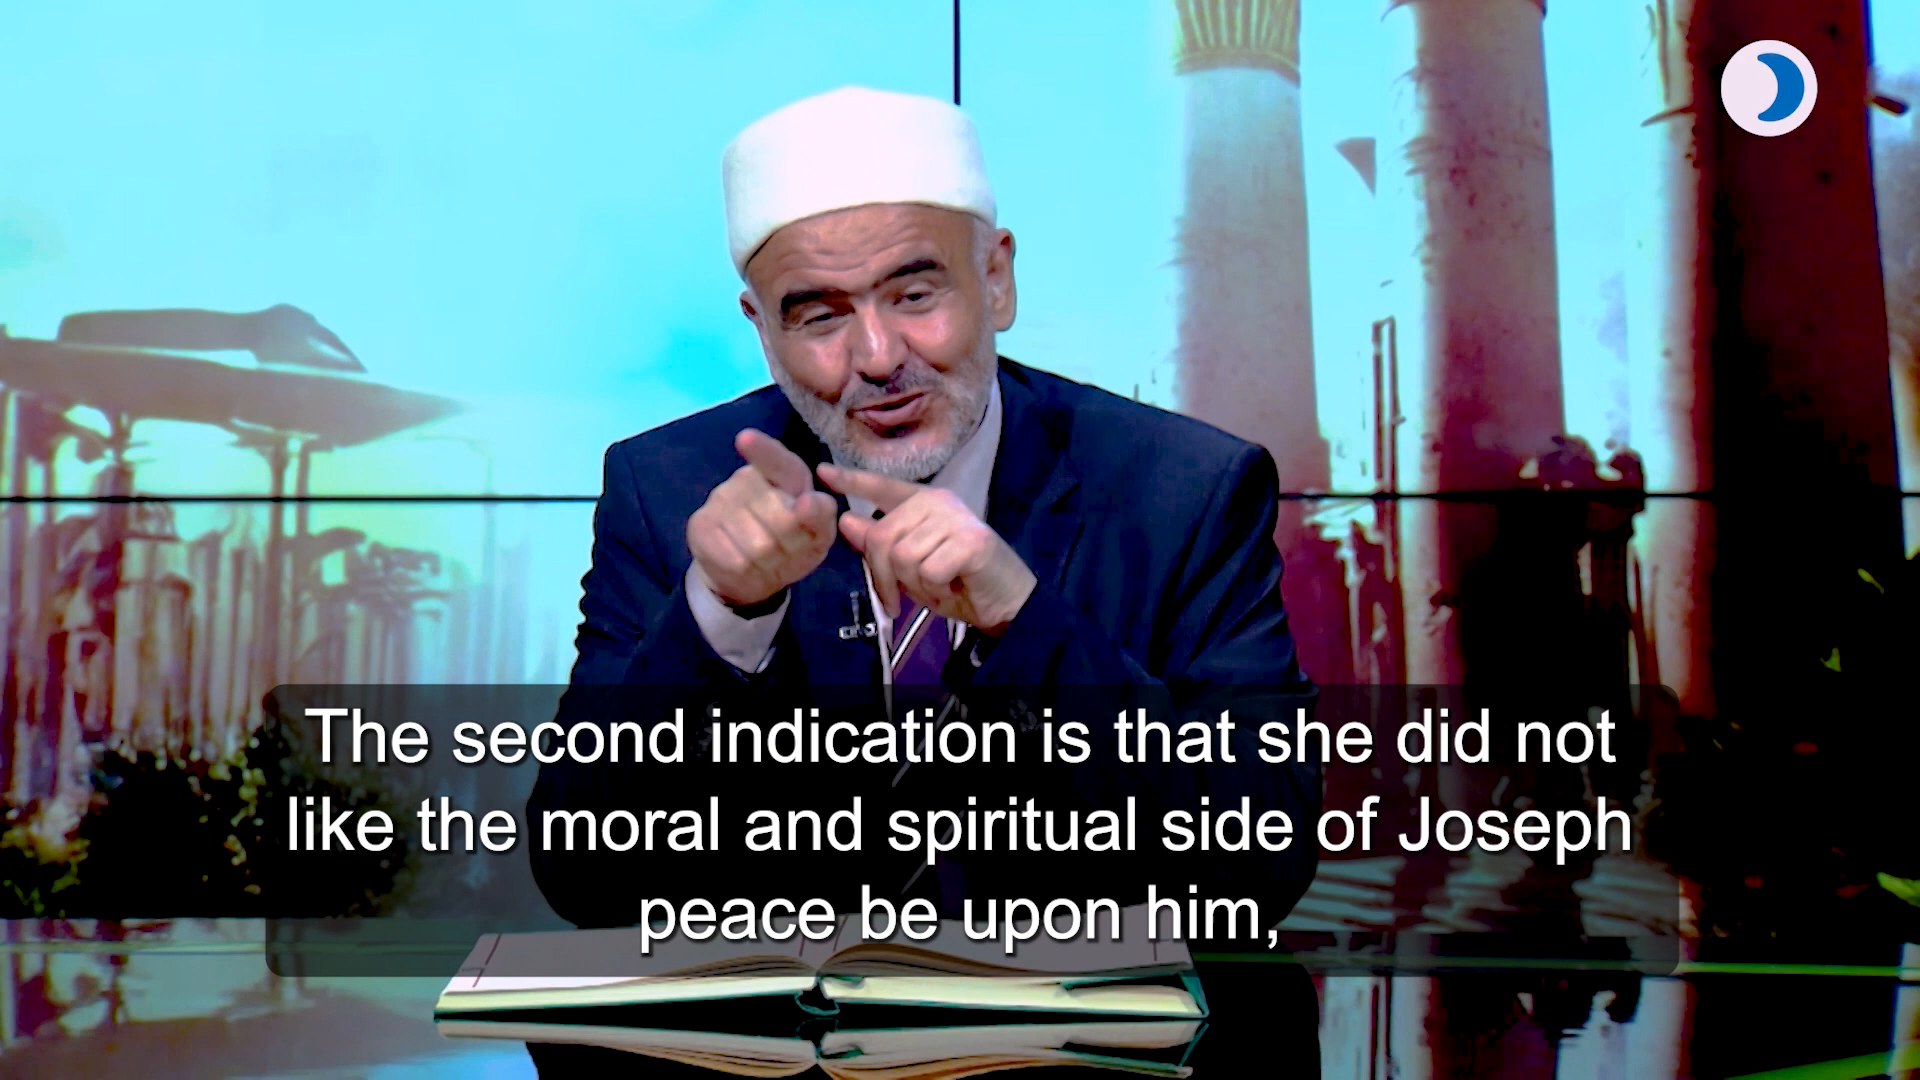 The second indication is that she did not
like the moral and spiritual side of Joseph
peace be upon him,